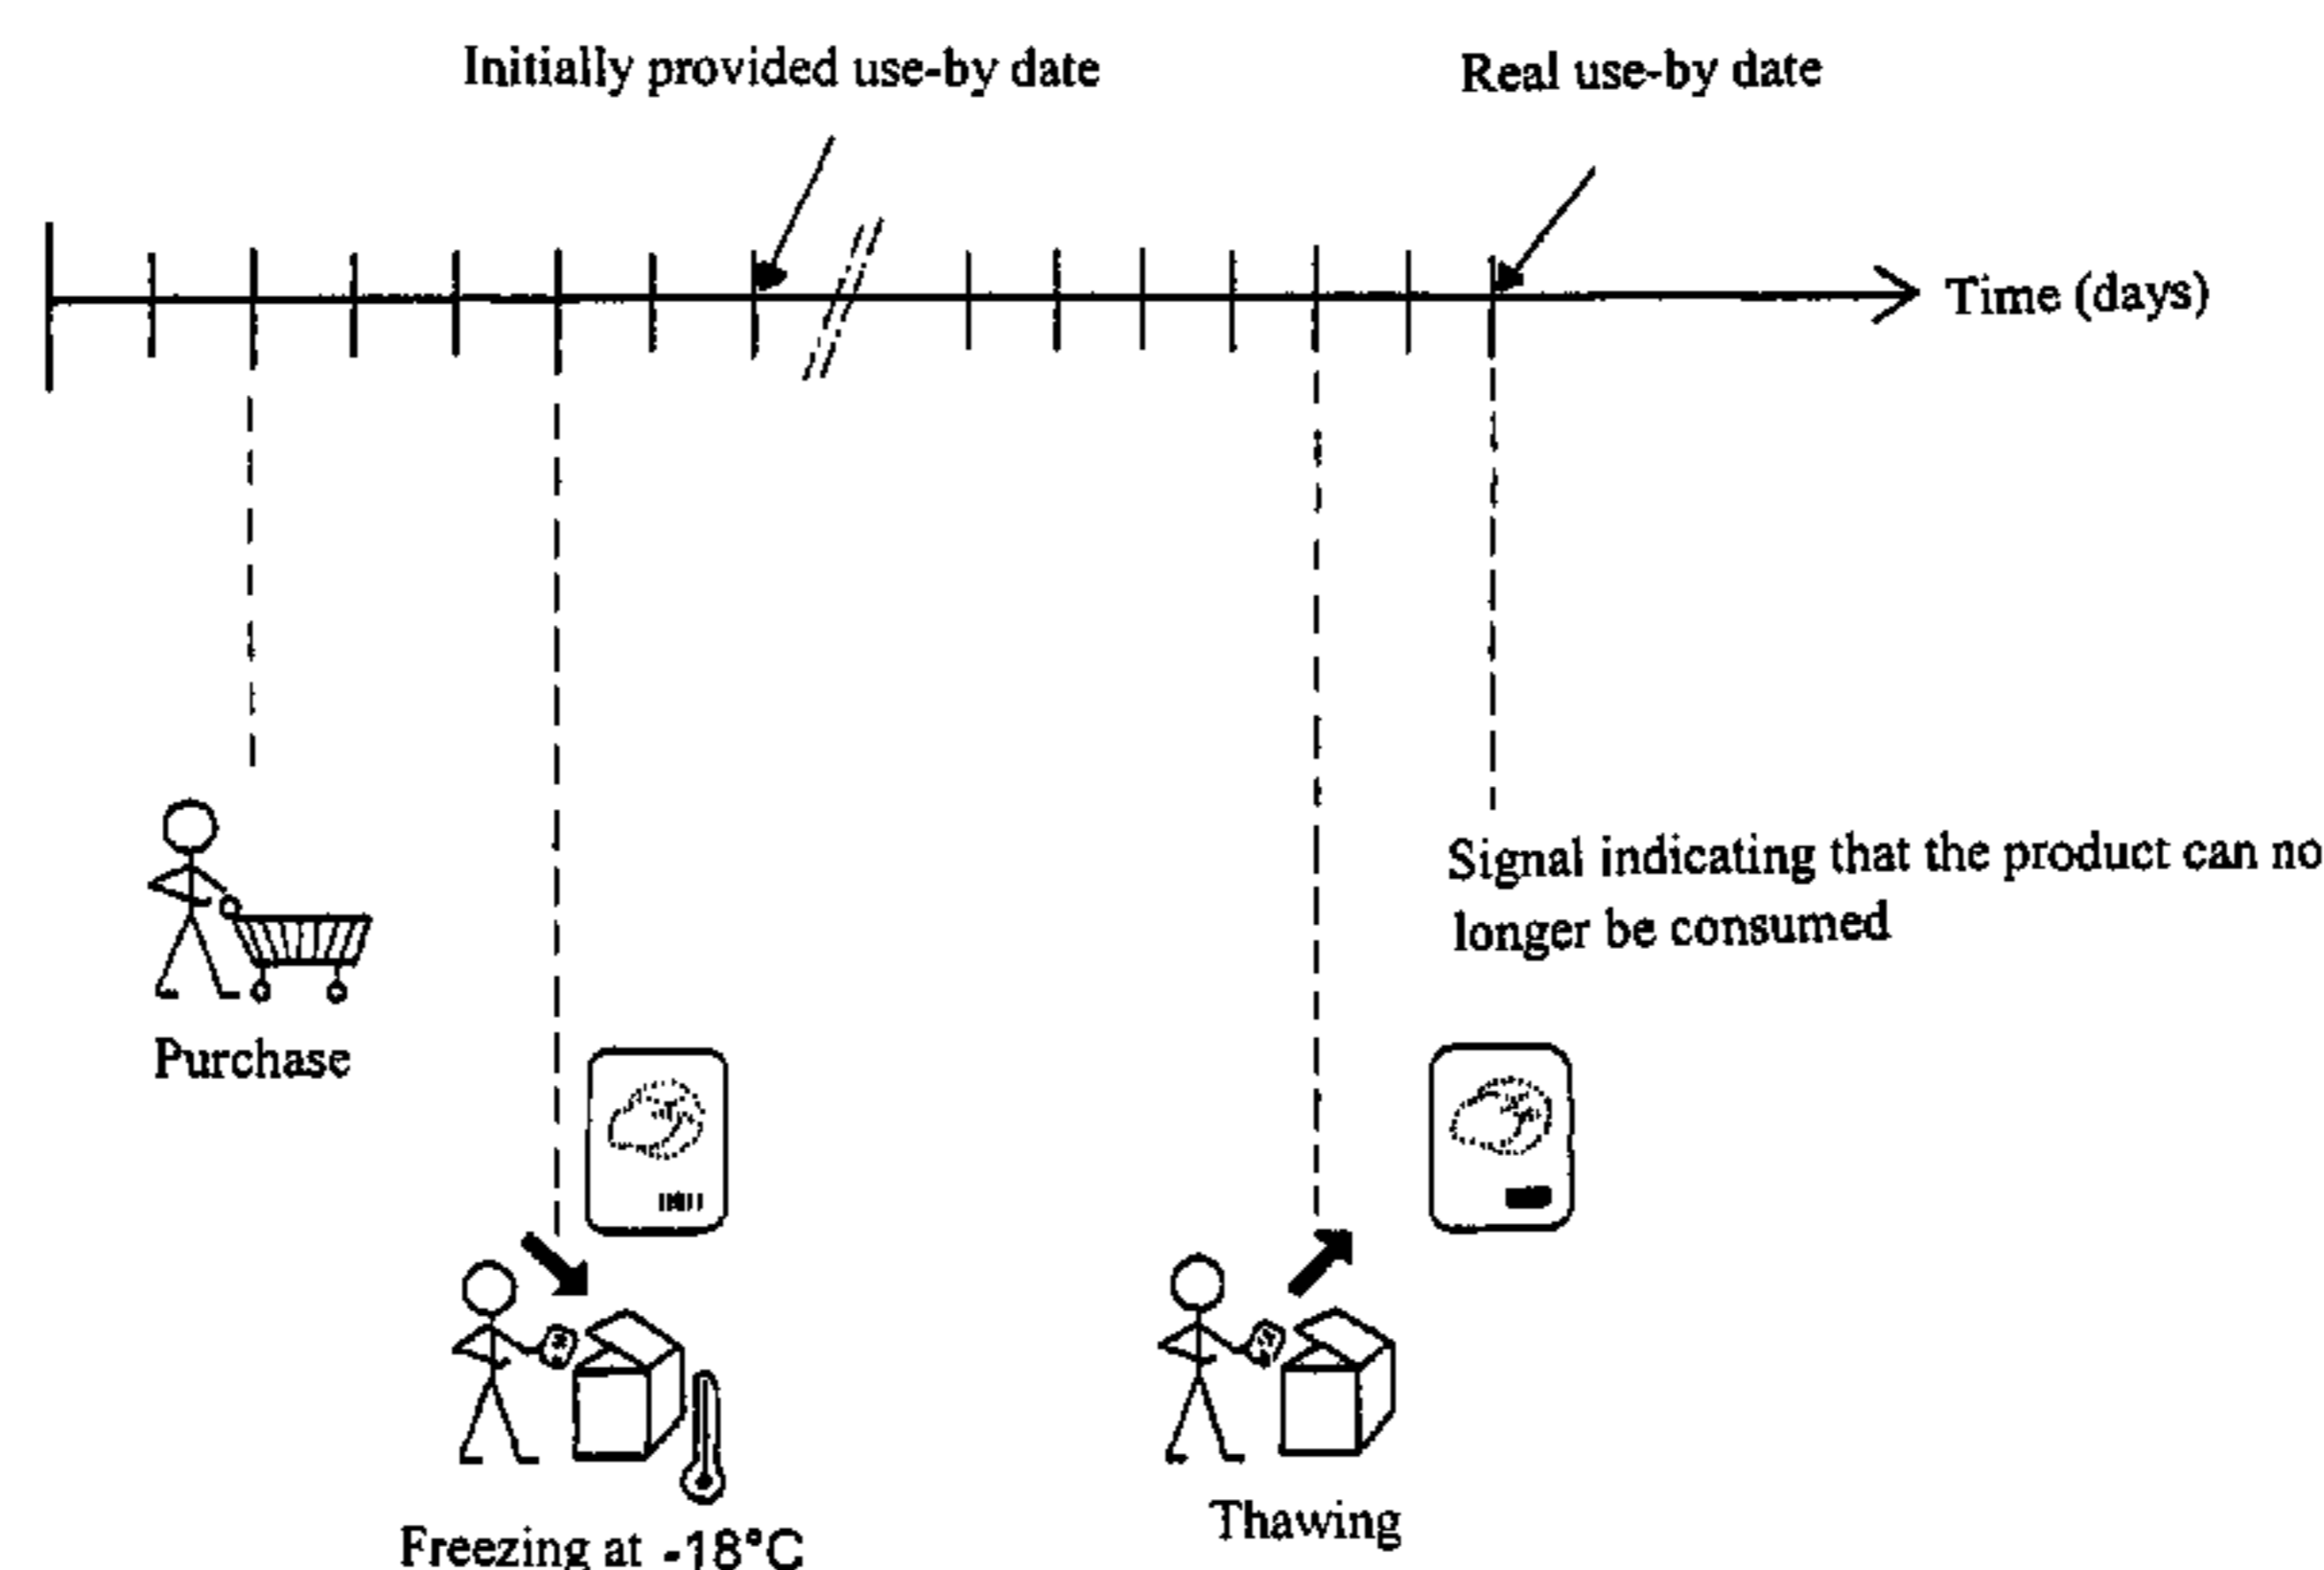 Initially provided use-by date
Real use-by date
Time (days)
Signal indicating that the product can no
longer be consumed
Purchase
Thawing
Freezing at -18°C